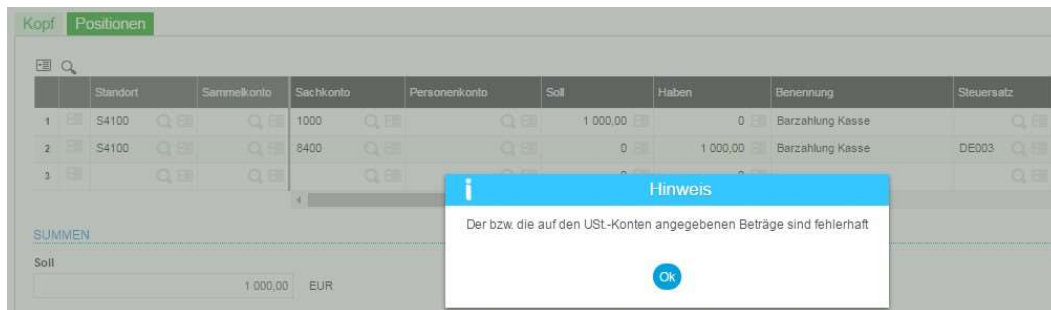 Kopf Positionen
Standort Sammelkonto Sachkonto Personenkonto Soll Haben Benennung Steuersatz
1 S4100 1000 1 000,00 0 Barzahlung Kasse
2 S4100 8400 0 1 000,00 Barzahlung Kasse DE003
3
Hinweis
Der bzw. die auf den USt.-Konten angegebenen Beträge sind fehlerhaft
Ok
SUMMEN
Soll
1 000,00 EUR